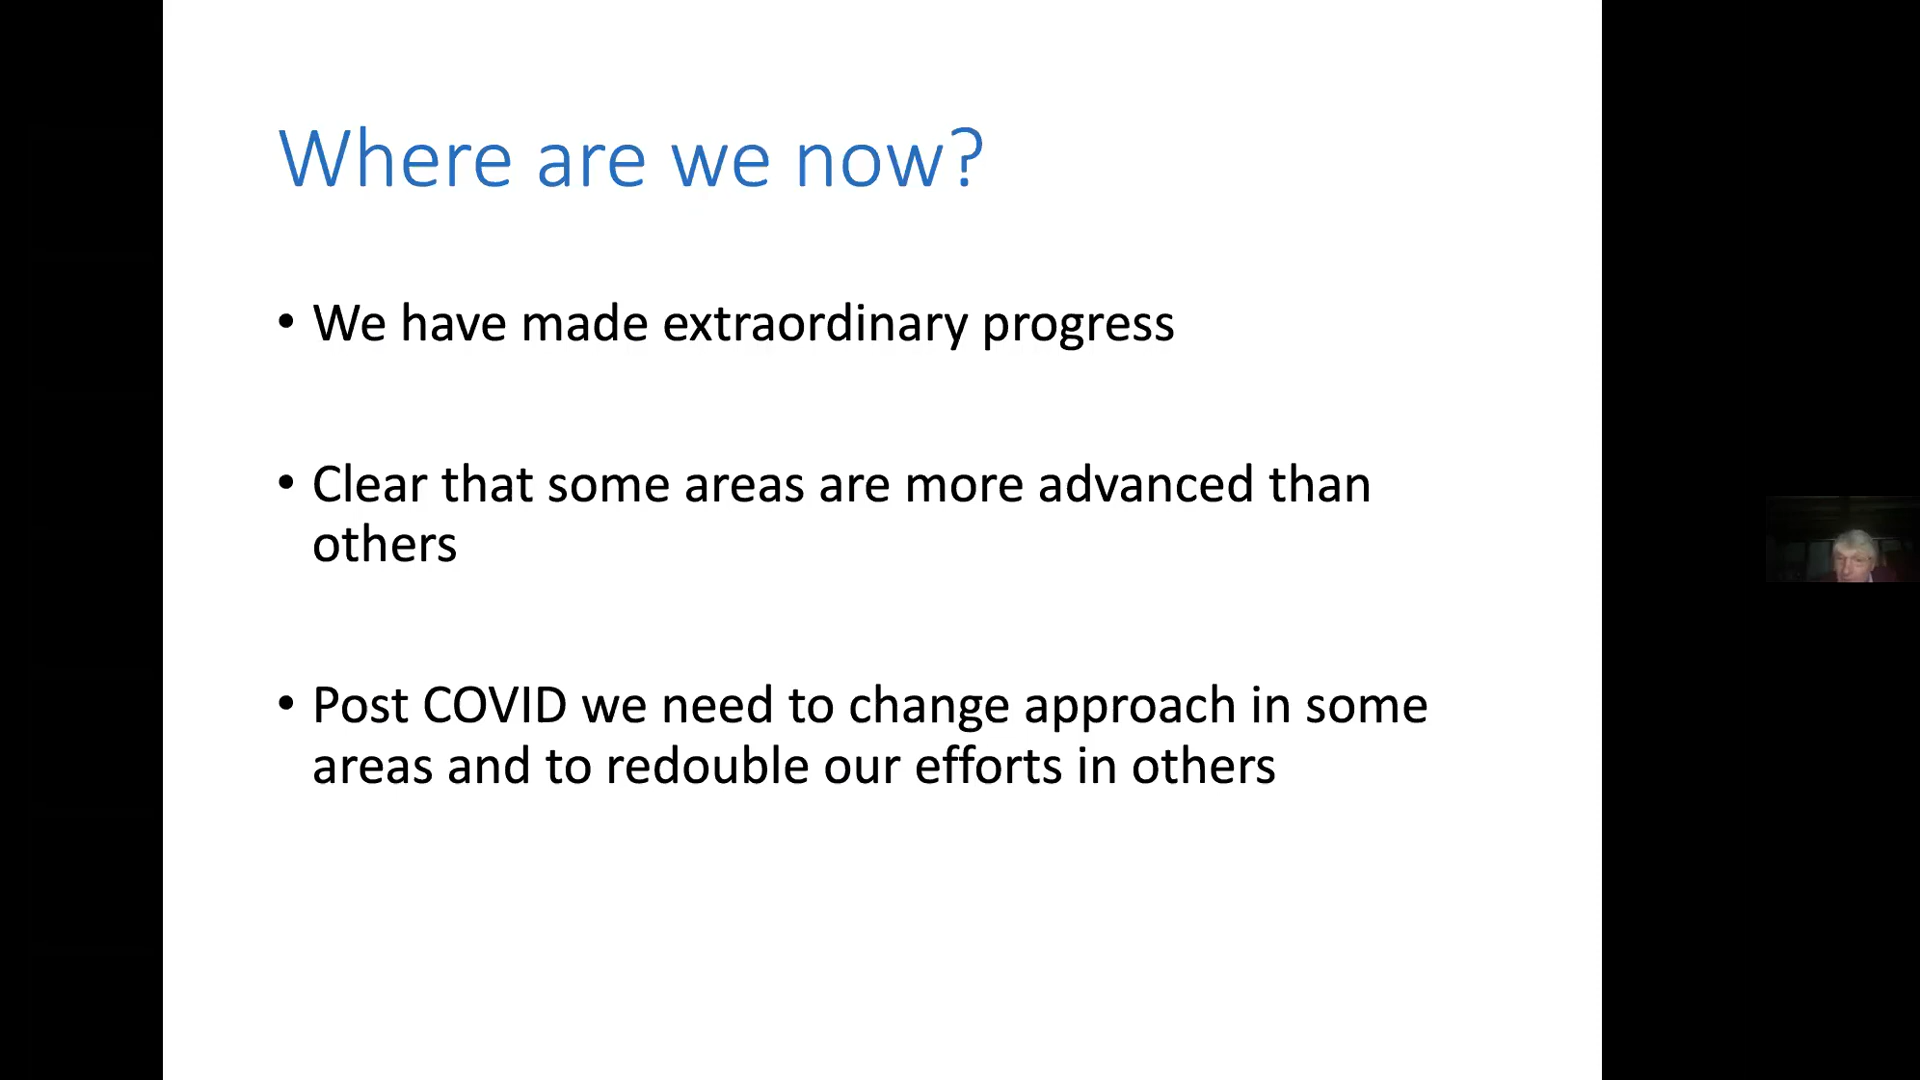 Where are we now?
• We have made extraordinary progress
• Clear that some areas are more advanced than
others
• Post COVID we need to change approach in some
areas and to redouble our efforts in others